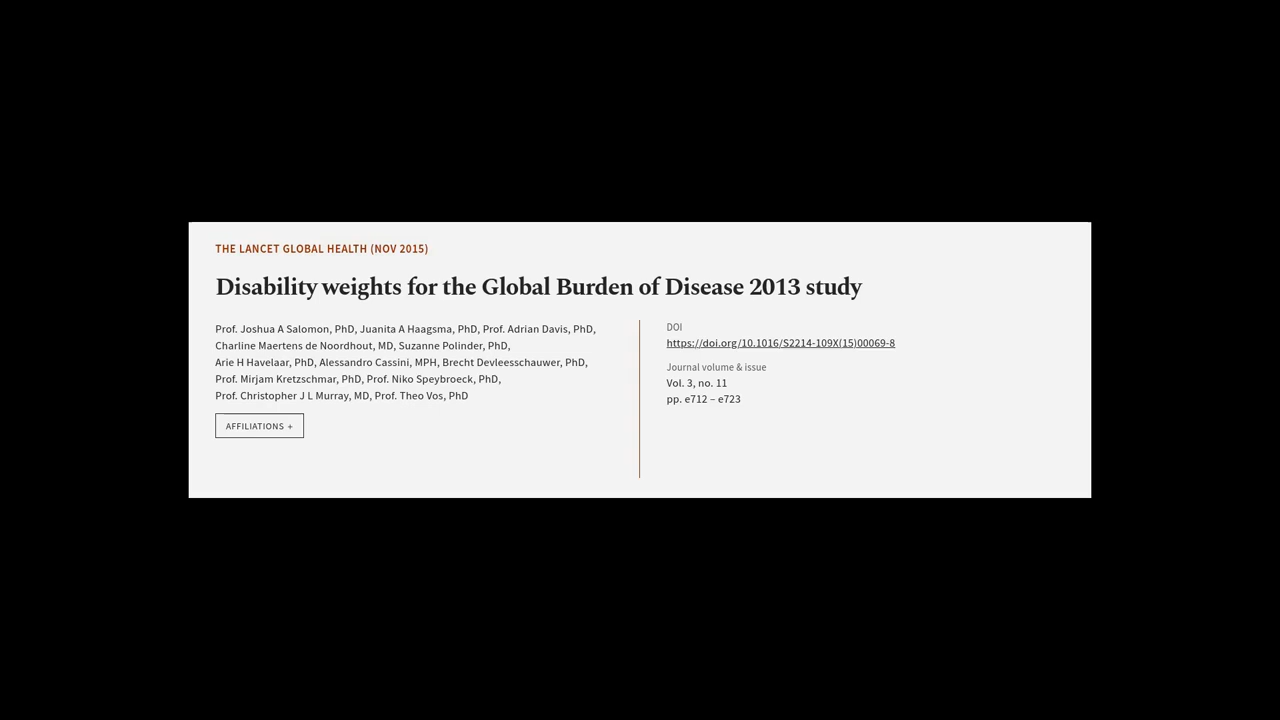 THE LANCET GLOBAL HEALTH (NOV 2015)
Disability weights for the Global Burden of Disease 2013 study
Prof. Joshua A Salomon, PhD, Juanita A Haagsma, PhD, Prof. Adrian Davis, PhD,
Charline Maertens de Noordhout, MD, Suzanne Polinder, PhD,
Arie H Havelaar, PhD, Alessandro Cassini, MPH, Brecht Devleesschauwer, PhD,
Prof. Mirjam Kretzschmar, PhD, Prof. Niko Speybroeck, PhD,
Prof. Christopher J L Murray, MD, Prof. Theo Vos, PhD
AFFILIATIONS +
DOI
https://doi.org/10.1016/S2214-109X(15)00069-8
Journal volume & issue
Vol. 3, no. 11
pp. e712 – e723